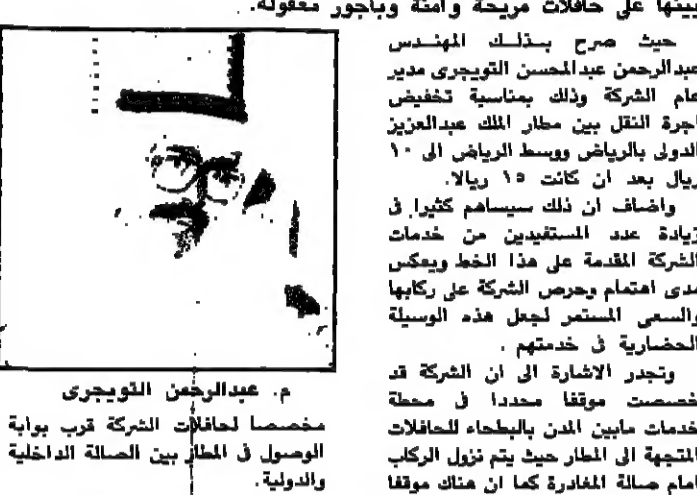 بينها على حافلات مريحة وآمنة وبأجور معقولة.
حيث صرح بذلك المهندس
عبدالرحمن عبدالمحسن التويجرى مدير
عام الشركة وذلك بمناسبة تخفيض
اجرة النقل بين مطار الملك عبدالعزيز
الدولى بالرياض ووسط الرياض الى ١٠
ريال بعد ان كانت ١٥ ريالا.
واضاف ان ذلك سيساهم كثيرا فى
زيادة عدد المستفيدين من خدمات
الشركة المقدمة على هذا الخط ويعكس
مدى اهتمام وحرص الشركة على ركابها
والسعى المستمر لجعل هذه الوسيلة
الحضارية فى خدمتهم .
وتجدر الاشارة الى ان الشركة قد
خصصت موقفا محددا فى محطة
خدمات مابين المدن بالبطحاء للحافلات
المتجهة الى المطار حيث يتم نزول الركاب
امام صالة المغادرة كما ان هناك موقفا
م. عبدالرحمن التويجرى
مخصصا لحافلات الشركة قرب بوابة
الوصول فى المطار بين الصالة الداخلية
والدولية.